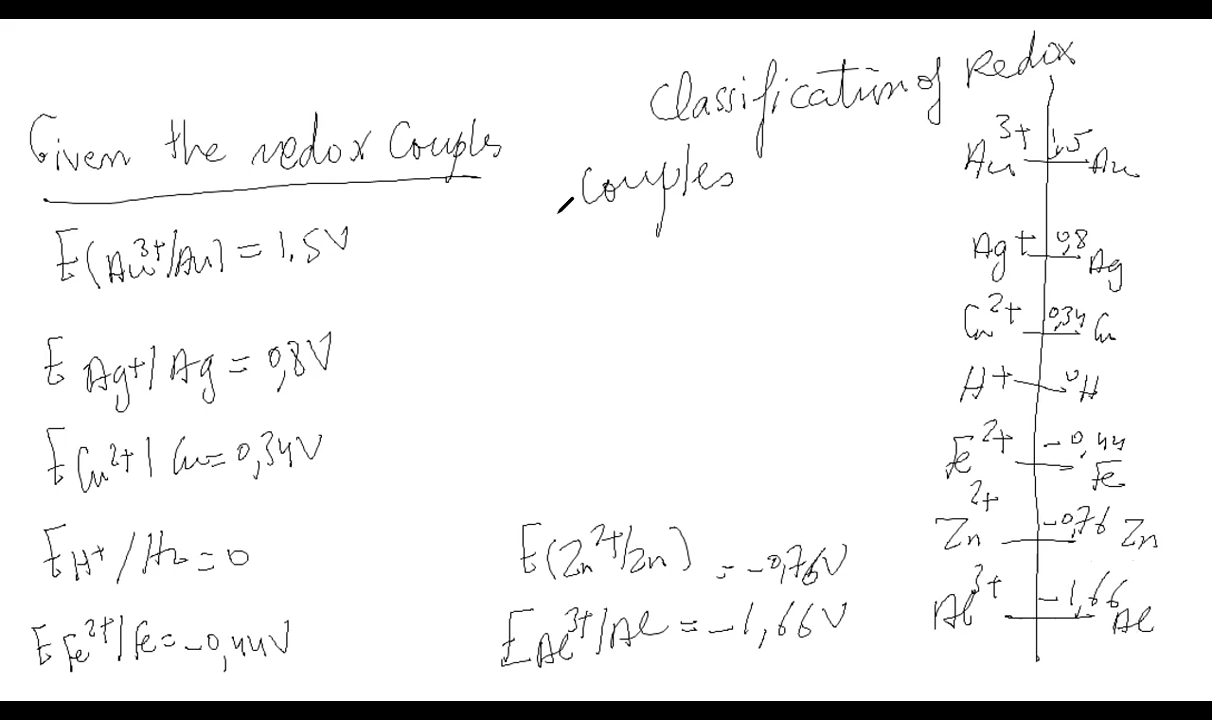 Given the redox Couples
E(Au³⁺/Au) = 1.5V
E Ag⁺/Ag = 0,8V
E Cu²⁺/Cu = 0,34V
E H⁺/H₂ = 0
E Fe²⁺/Fe = -0,44V
E(Zn²⁺/Zn) = -0,76V
E Al³⁺/Al = -1,66V
Classification of Redox
couples
Au³⁺ 1.5 Au
Ag⁺ 0,8 Ag
Cu²⁺ 0,34 Cu
H⁺ 0 H
Fe²⁺ -0,44 Fe
Zn²⁺ -0,76 Zn
Al³⁺ -1,66 Al